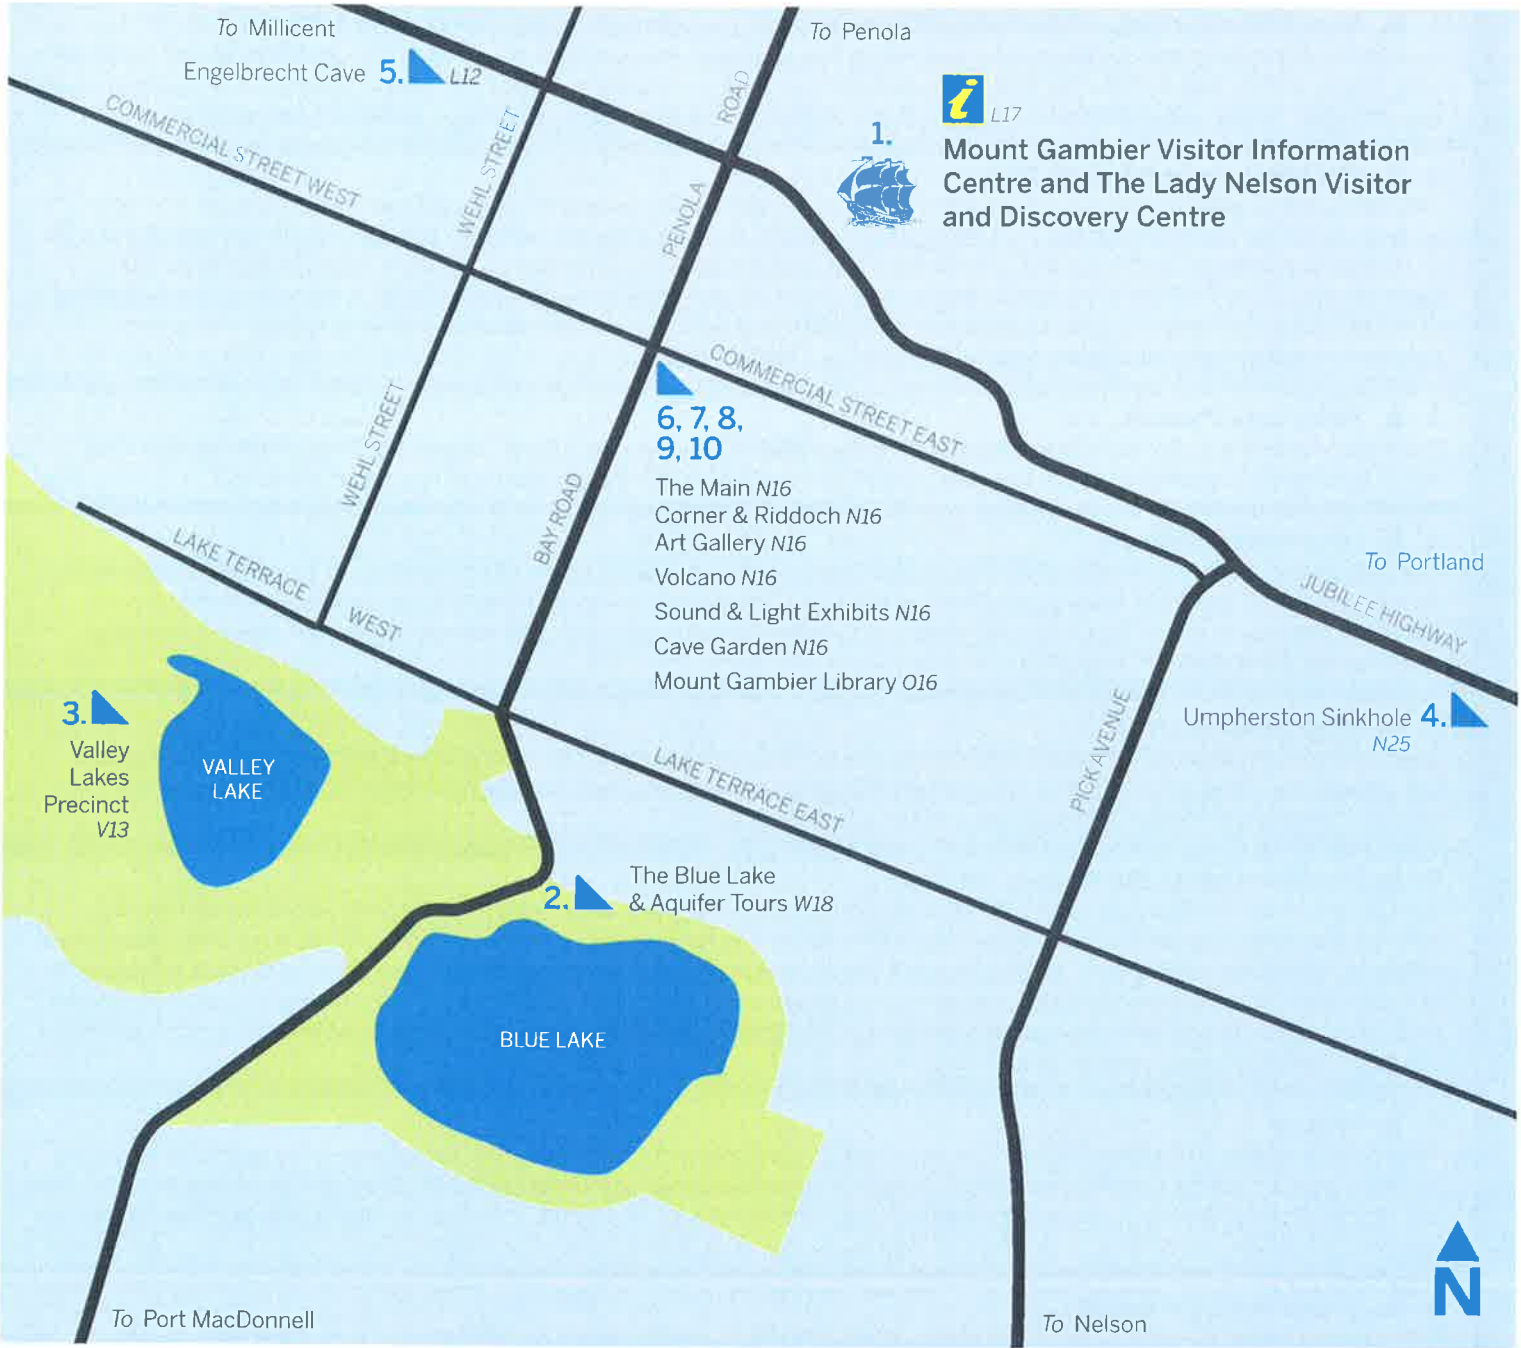 To Millicent
To Penola
Engelbrecht Cave 5. L12
i L17
1.
Mount Gambier Visitor Information
Centre and The Lady Nelson Visitor
and Discovery Centre
COMMERCIAL STREET WEST
WEHL STREET
PENOLA
ROAD
COMMERCIAL STREET EAST
WEHL STREET
BAY ROAD
6, 7, 8,
9, 10
The Main N16
Corner & Riddoch N16
Art Gallery N16
Volcano N16
Sound & Light Exhibits N16
Cave Garden N16
Mount Gambier Library O16
To Portland
JUBILEE HIGHWAY
LAKE TERRACE
WEST
Umpherston Sinkhole 4.
N25
PICK AVENUE
3.
Valley
Lakes
Precinct
V13
VALLEY
LAKE
LAKE TERRACE EAST
2.
The Blue Lake
& Aquifer Tours W18
BLUE LAKE
N
To Port MacDonnell
To Nelson